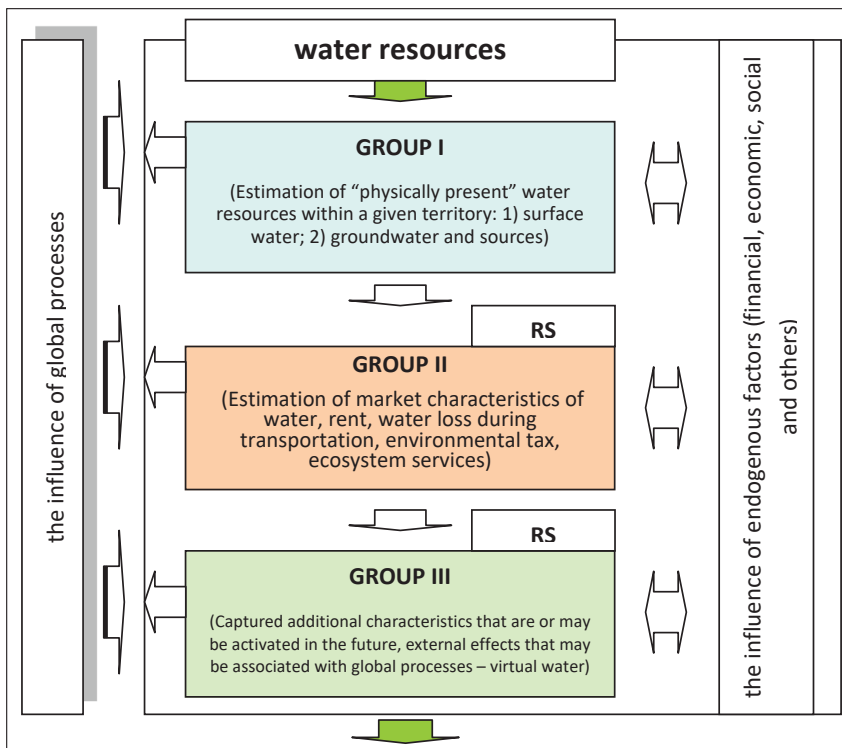 water resources
the influence of global processes
GROUP I
(Estimation of “physically present” water
resources within a given territory: 1) surface
water; 2) groundwater and sources)
RS
GROUP II
(Estimation of market characteristics of
water, rent, water loss during
transportation, environmental tax,
ecosystem services)
RS
GROUP III
(Captured additional characteristics that are or may
be activated in the future, external effects that may
be associated with global processes – virtual water)
the influence of endogenous factors (financial, economic, social
and others)